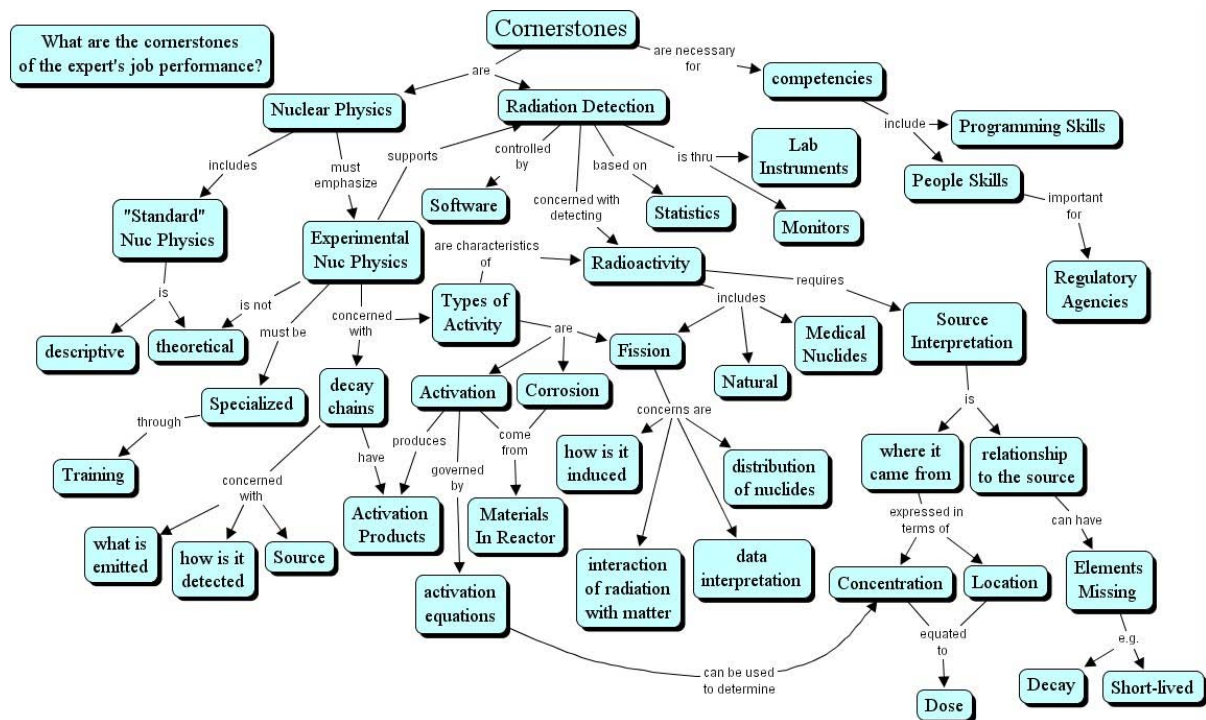 Cornerstones
What are the cornerstones
of the expert's job performance?
are necessary
for
are
competencies
Nuclear Physics
Radiation Detection
include
Programming Skills
includes
must
emphasize
supports
controlled
by
based on
is thru
Lab
Instruments
People Skills
Software
concerned with
detecting
Statistics
Monitors
important
for
"Standard"
Nuc Physics
Experimental
Nuc Physics
are characteristics
of
Radioactivity
requires
Regulatory
Agencies
is
is not
must be
concerned
with
Types of
Activity
includes
descriptive
theoretical
are
Fission
Natural
Medical
Nuclides
Source
Interpretation
Specialized
decay
chains
Activation
Corrosion
concerns are
is
through
Training
have
produces
governed
by
come
from
how is it
induced
distribution
of nuclides
where it
came from
relationship
to the source
concerned
with
Activation
Products
Materials
In Reactor
expressed in
terms of
can have
what is
emitted
how is it
detected
Source
activation
equations
interaction
of radiation
with matter
data
interpretation
Concentration
Location
Elements
Missing
equated
to
e.g.
can be used
to determine
Dose
Decay
Short-lived